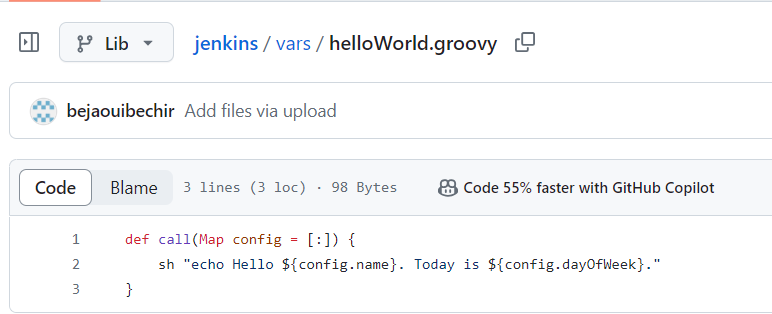 Lib jenkins / vars / helloWorld.groovy
bejaouibechir Add files via upload
Code Blame 3 lines (3 loc) · 98 Bytes Code 55% faster with GitHub Copilot
1 def call(Map config = [:]) {
2 sh "echo Hello ${config.name}. Today is ${config.dayOfWeek}."
3 }